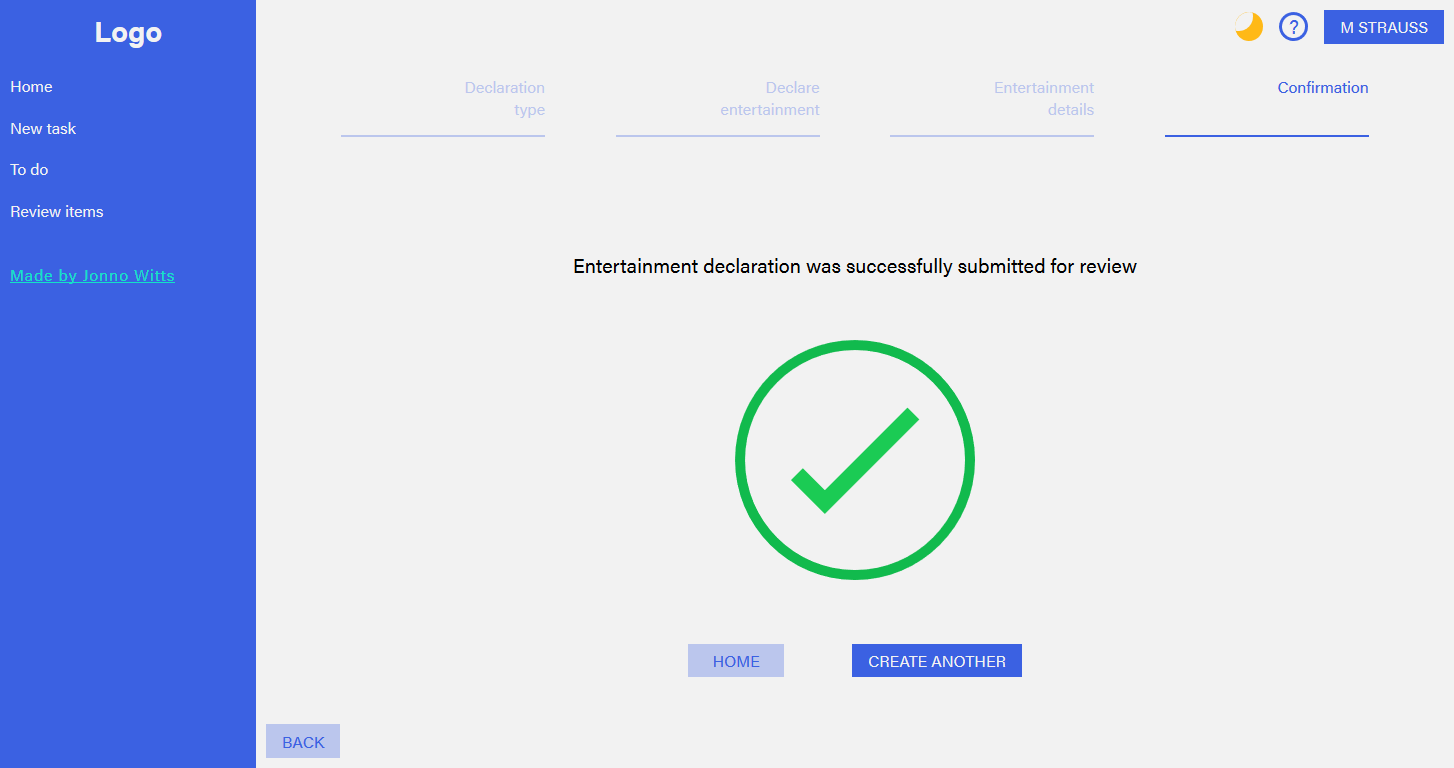 Logo
Home
New task
To do
Review items
Made by Jonno Witts
?
M STRAUSS
Declaration
type
Declare
entertainment
Entertainment
details
Confirmation
Entertainment declaration was successfully submitted for review
HOME
CREATE ANOTHER
BACK